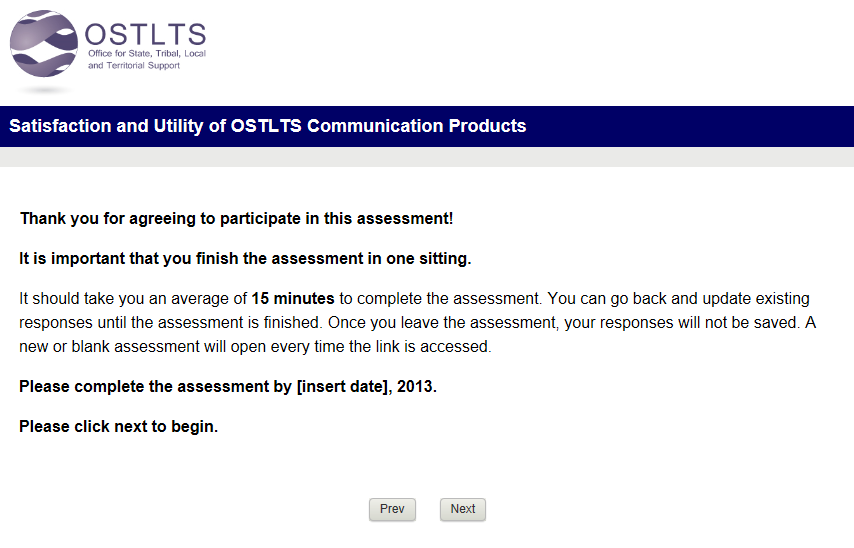 OSTLTS
Office for State, Tribal, Local
and Territorial Support
Satisfaction and Utility of OSTLTS Communication Products
Thank you for agreeing to participate in this assessment!
It is important that you finish the assessment in one sitting.
It should take you an average of 15 minutes to complete the assessment. You can go back and update existing
responses until the assessment is finished. Once you leave the assessment, your responses will not be saved. A
new or blank assessment will open every time the link is accessed.
Please complete the assessment by [insert date], 2013.
Please click next to begin.
Prev Next